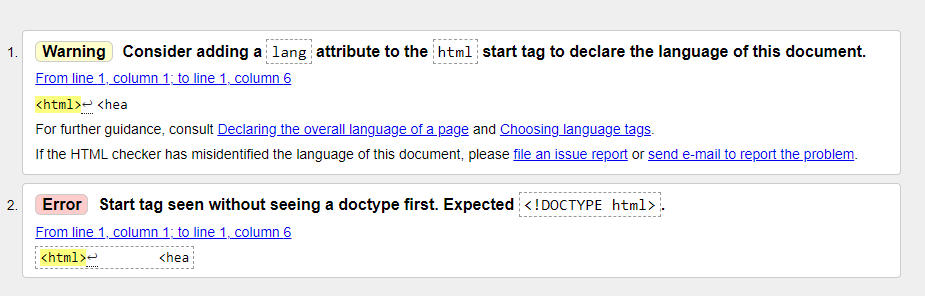 1. Warning Consider adding a lang attribute to the html start tag to declare the language of this document.
From line 1, column 1; to line 1, column 6
<html>↩ <hea
For further guidance, consult Declaring the overall language of a page and Choosing language tags.
If the HTML checker has misidentified the language of this document, please file an issue report or send e-mail to report the problem.
2. Error Start tag seen without seeing a doctype first. Expected <!DOCTYPE html>.
From line 1, column 1; to line 1, column 6
<html>↩ <hea